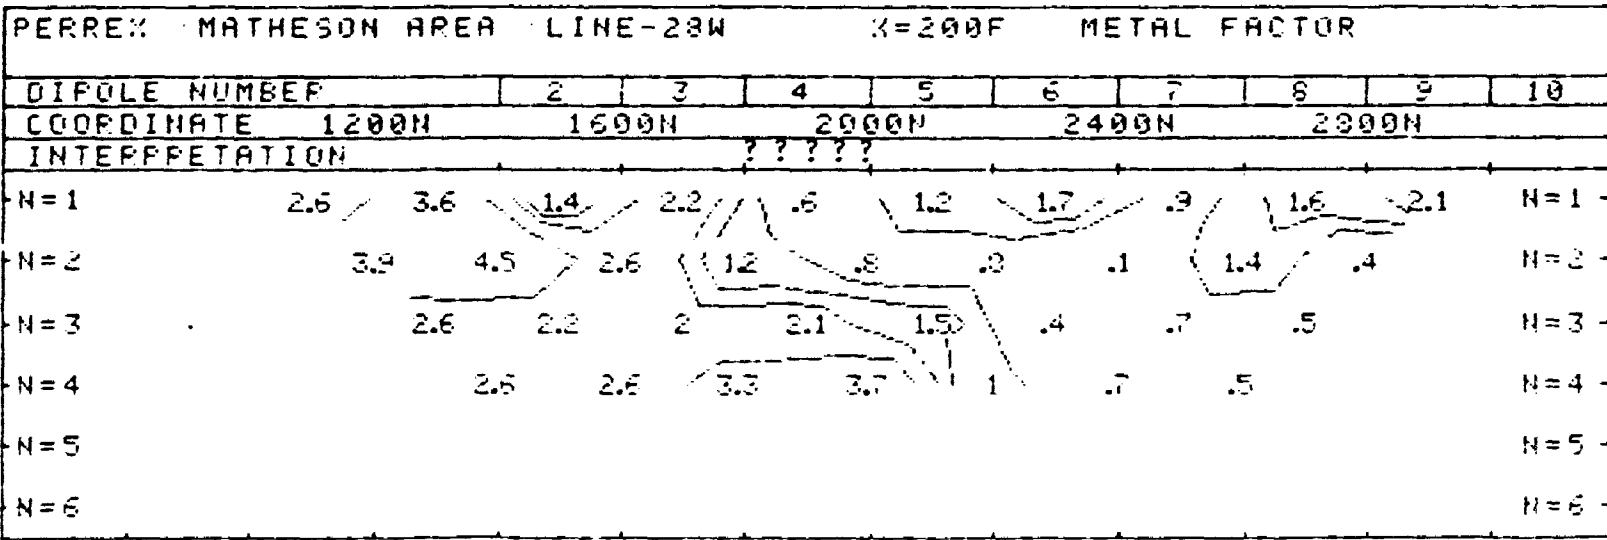 PERREX MATHESON AREA LINE-28W X=200F METAL FACTOR
DIPOLE NUMBER 2 3 4 5 6 7 8 9 10
COORDINATE 1200N 1600N 2000N 2400N 2800N
INTERPRETATION ? ? ? ? ?
N=1 2.6 3.6 1.4 2.2 .6 1.2 1.7 .9 1.6 2.1 N=1
N=2 3.9 4.5 2.6 1.2 .8 .1 1.4 .4 N=2
N=3 2.6 2.2 2 2.1 1.5 .4 .7 .5 N=3
N=4 2.6 2.6 3.3 3.7 1 .7 .5 N=4
N=5 N=5
N=6 N=6